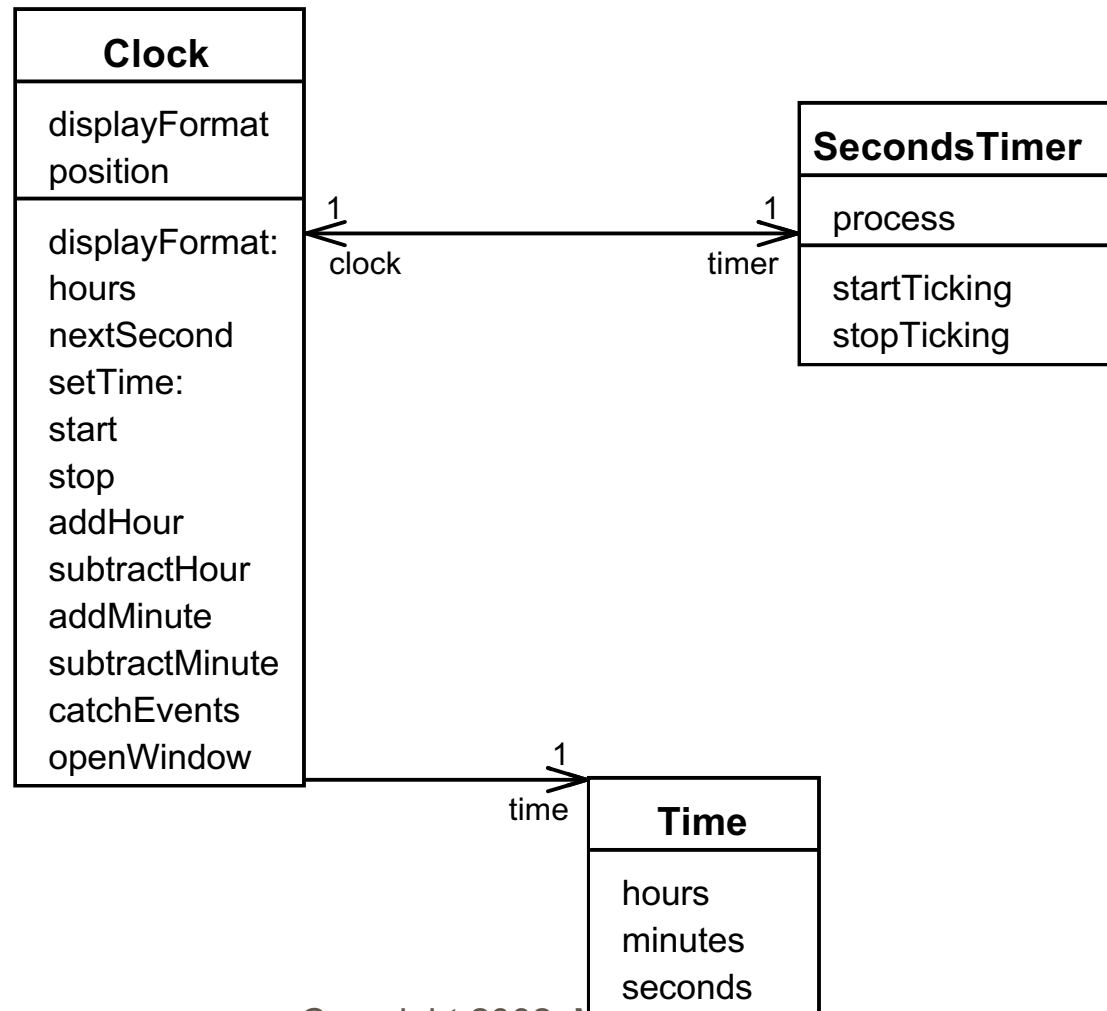 Clock
displayFormat
position
displayFormat:
hours
nextSecond
setTime:
start
stop
addHour
subtractHour
addMinute
subtractMinute
catchEvents
openWindow
1
clock
1
timer
SecondsTimer
process
startTicking
stopTicking
1
time
Time
hours
minutes
seconds